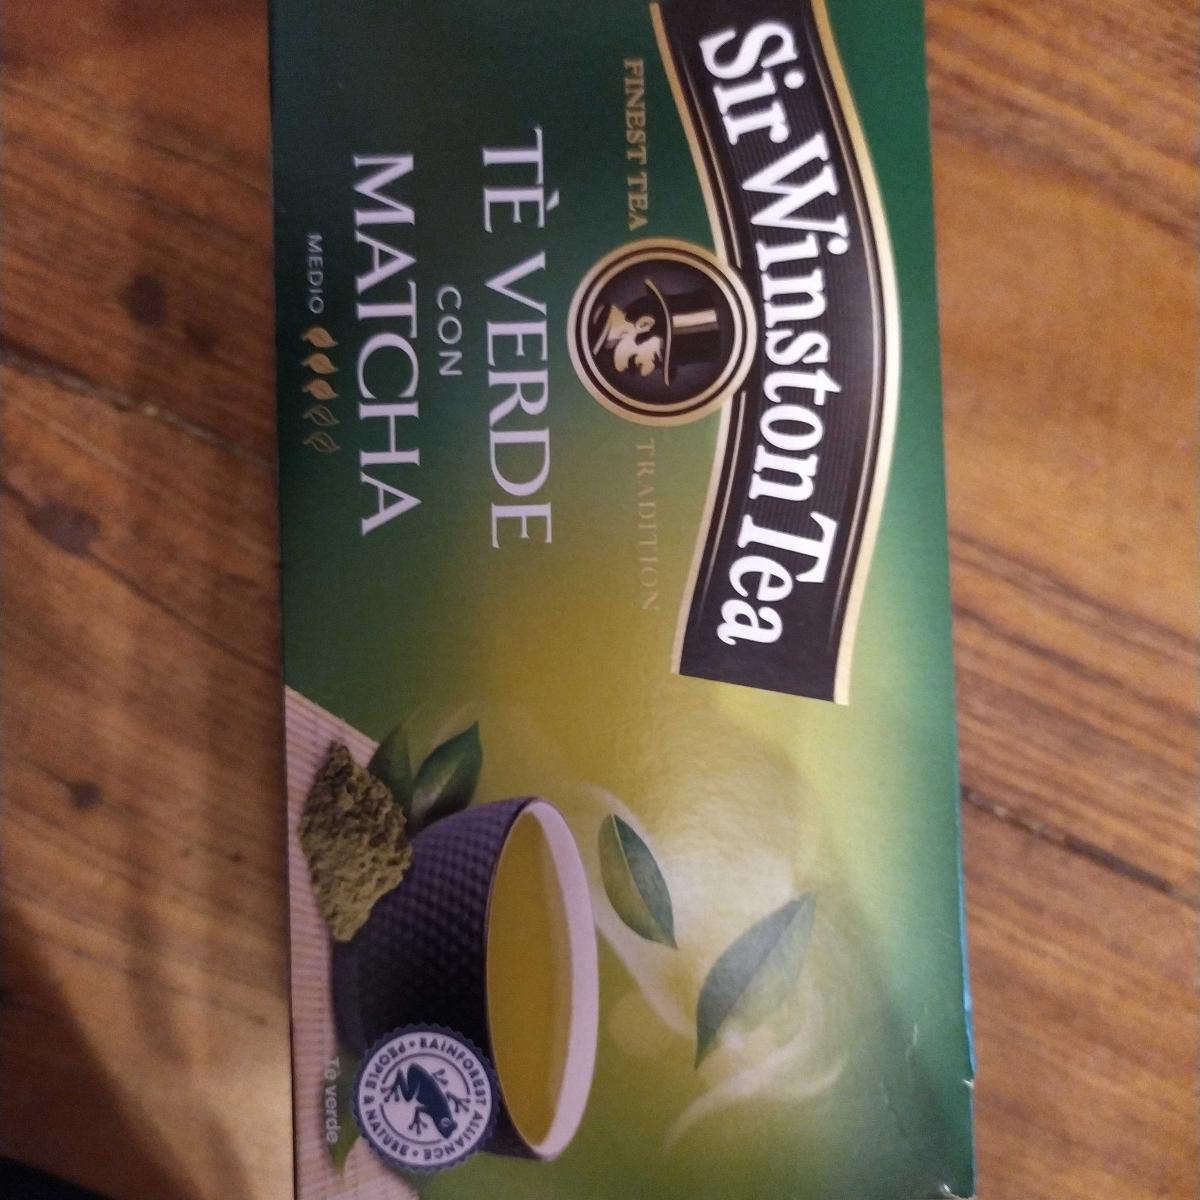 Sir Winston Tea
FINEST TEA TRADITION
TÈ VERDE
CON
MATCHA
MEDIO
RAINFOREST ALLIANCE
PEOPLE & NATURE
Tè verde